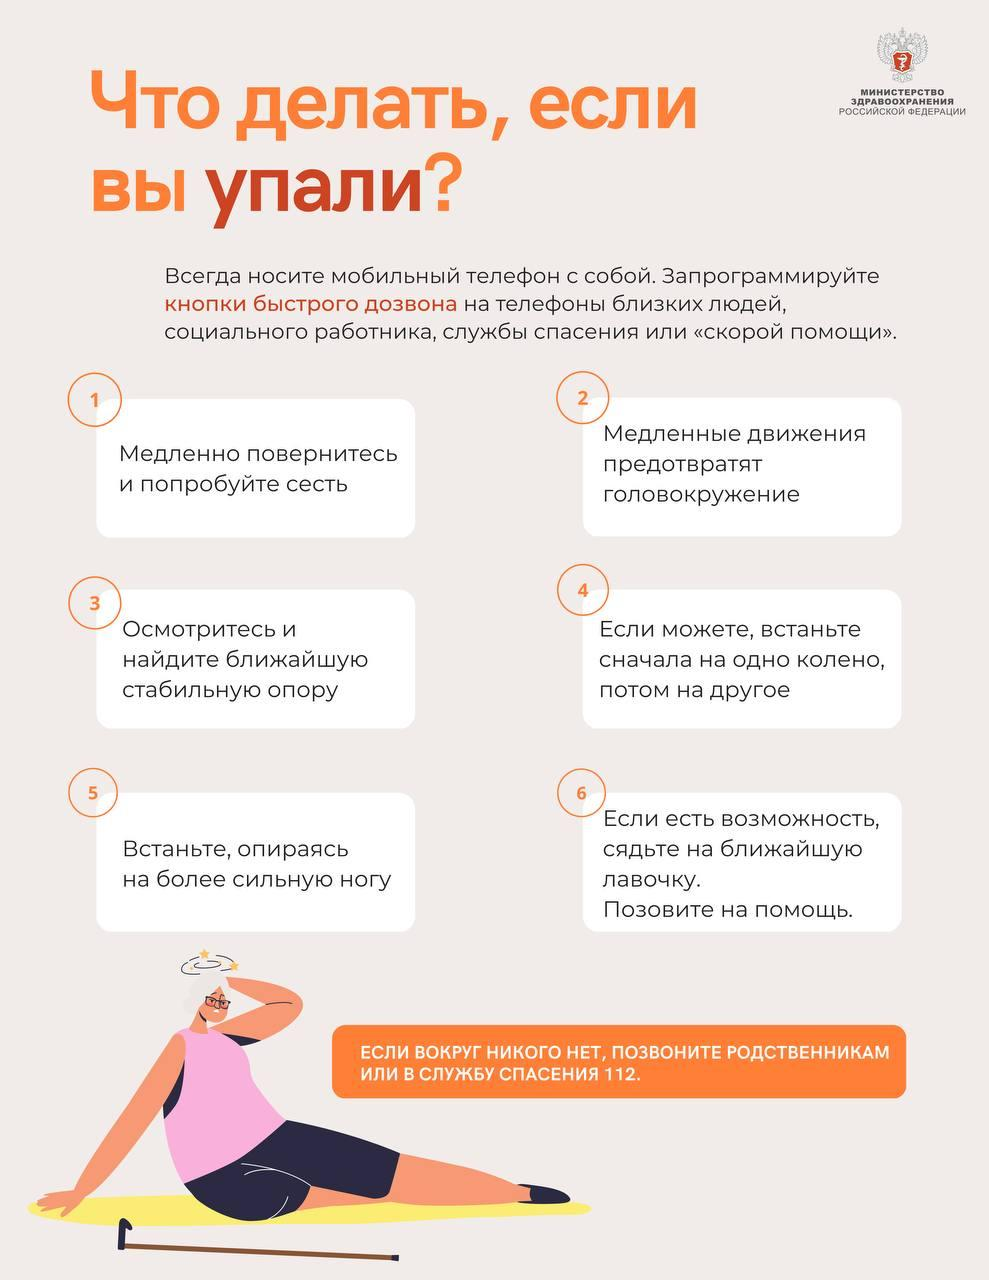 МИНИСТЕРСТВО
ЗДРАВООХРАНЕНИЯ
РОССИЙСКОЙ ФЕДЕРАЦИИ
Что делать, если
вы упали?
Всегда носите мобильный телефон с собой. Запрограммируйте
кнопки быстрого дозвона на телефоны близких людей,
социального работника, службы спасения или «скорой помощи».
1
Медленно повернитесь
и попробуйте сесть
2
Медленные движения
предотвратят
головокружение
3
Осмотритесь и
найдите ближайшую
стабильную опору
4
Если можете, встаньте
сначала на одно колено,
потом на другое
5
Встаньте, опираясь
на более сильную ногу
6
Если есть возможность,
сядьте на ближайшую
лавочку.
Позовите на помощь.
ЕСЛИ ВОКРУГ НИКОГО НЕТ, ПОЗВОНИТЕ РОДСТВЕННИКАМ
ИЛИ В СЛУЖБУ СПАСЕНИЯ 112.